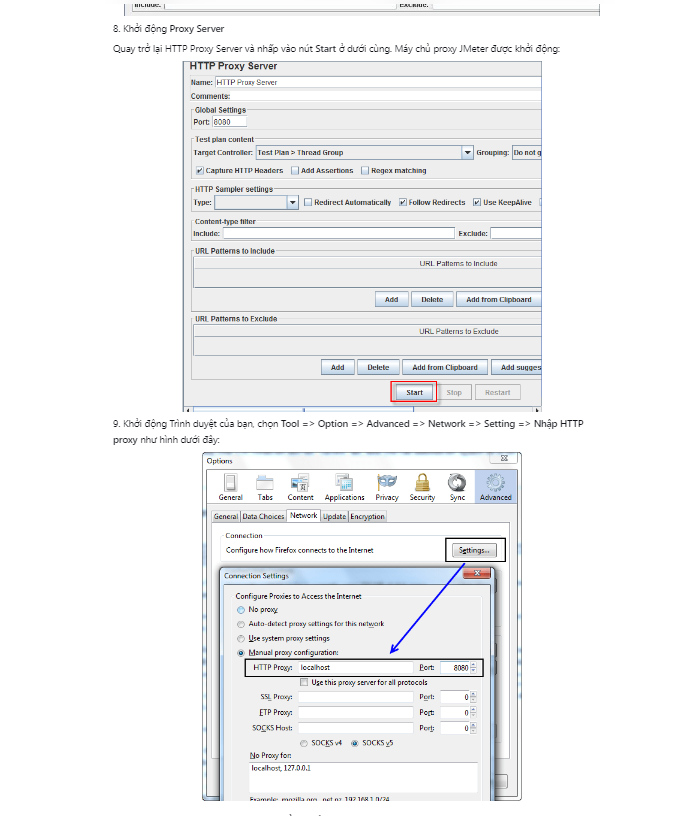 Include:
Exclude:
8. Khởi động Proxy Server
Quay trở lại HTTP Proxy Server và nhấp vào nút Start ở dưới cùng. Máy chủ proxy JMeter được khởi động:
HTTP Proxy Server
Name: HTTP Proxy Server
Comments:
Global Settings
Port: 8080
Test plan content
Target Controller: Test Plan > Thread Group Grouping: Do not g
Capture HTTP Headers Add Assertions Regex matching
HTTP Sampler settings
Type: Redirect Automatically Follow Redirects Use KeepAlive
Content-type filter
Include: Exclude:
URL Patterns to Include
URL Patterns to Include
Add Delete Add from Clipboard
URL Patterns to Exclude
URL Patterns to Exclude
Add Delete Add from Clipboard Add sugges
Start Stop Restart
9. Khởi động Trình duyệt của bạn, chọn Tool => Option => Advanced => Network => Setting => Nhập HTTP
proxy như hình dưới đây:
Options
General Tabs Content Applications Privacy Security Sync Advanced
General Data Choices Network Update Encryption
Connection
Configure how Firefox connects to the Internet Settings...
Connection Settings
Configure Proxies to Access the Internet
No proxy
Auto-detect proxy settings for this network
Use system proxy settings
Manual proxy configuration:
HTTP Proxy: localhost Port: 8080
Use this proxy server for all protocols
SSL Proxy: Port: 0
FTP Proxy: Port: 0
SOCKS Host: Port: 0
SOCKS v4 SOCKS v5
No Proxy for:
localhost, 127.0.0.1
Example: .mozilla.org, .net.nz, 192.168.1.0/24